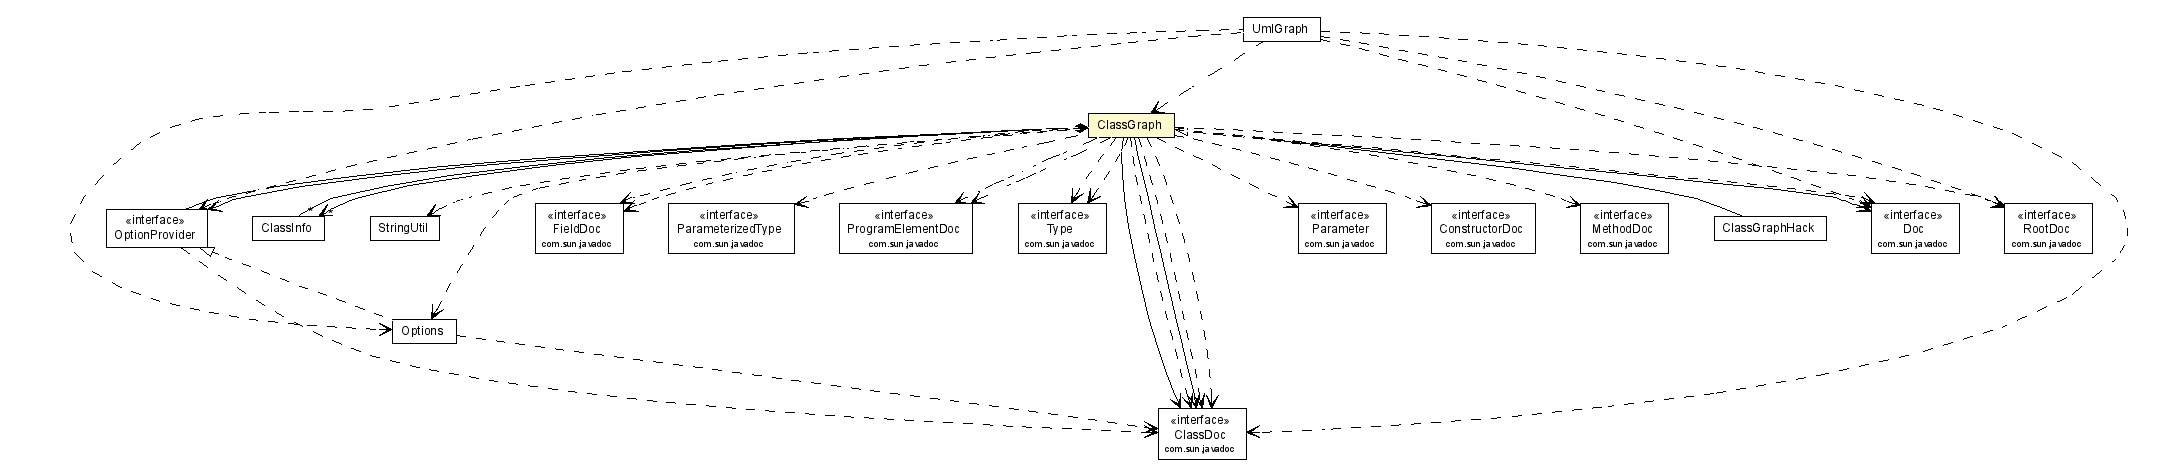 UmlGraph
ClassGraph
«interface»
OptionProvider
ClassInfo
*
*
StringUtil
«interface»
FieldDoc
com.sun.javadoc
«interface»
ParameterizedType
com.sun.javadoc
«interface»
ProgramElementDoc
com.sun.javadoc
«interface»
Type
com.sun.javadoc
«interface»
Parameter
com.sun.javadoc
«interface»
ConstructorDoc
com.sun.javadoc
«interface»
MethodDoc
com.sun.javadoc
ClassGraphHack
«interface»
Doc
com.sun.javadoc
«interface»
RootDoc
com.sun.javadoc
Options
«interface»
ClassDoc
com.sun.javadoc